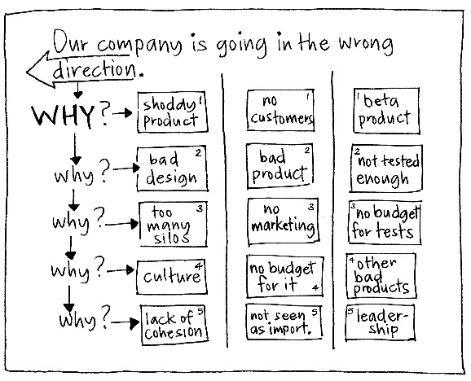 Our company is going in the wrong
direction.
WHY?
shoddy 1
product
no 1
customers
1 beta
product
why?
bad 2
design
bad 2
product
2 not tested
enough
why?
too 3
many
silos
no 3
marketing
3 no budget
for tests
why?
culture 4
no budget
for it 4
4 other
bad
products
why?
lack of 5
cohesion
not seen 5
as import.
5 leader-
ship